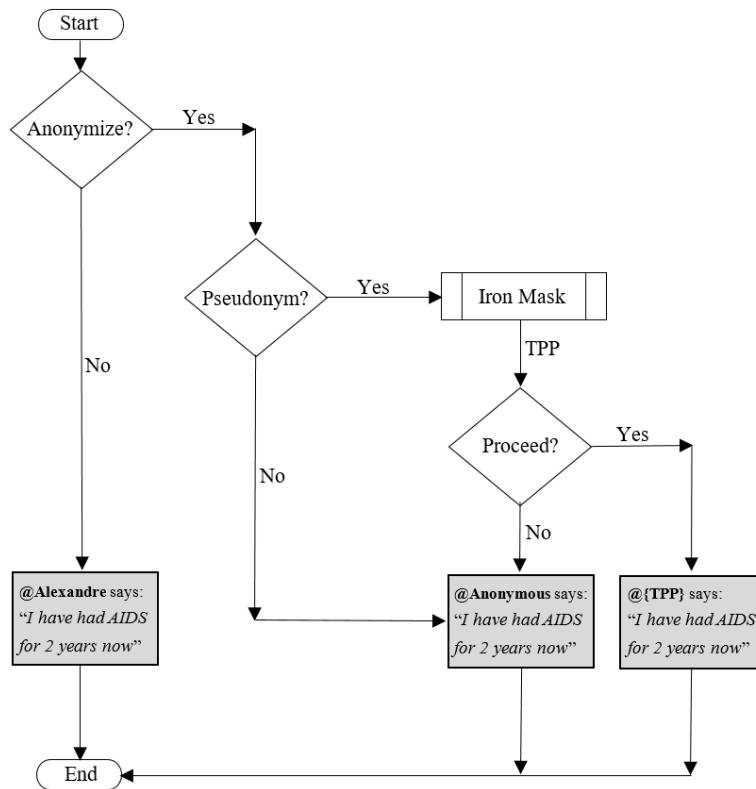 Start
Anonymize?
Yes
Pseudonym?
Yes
Iron Mask
TPP
No
Proceed?
Yes
No
No
@Alexandre says:
“I have had AIDS
for 2 years now”
@Anonymous says:
“I have had AIDS
for 2 years now”
@{TPP} says:
“I have had AIDS
for 2 years now”
End